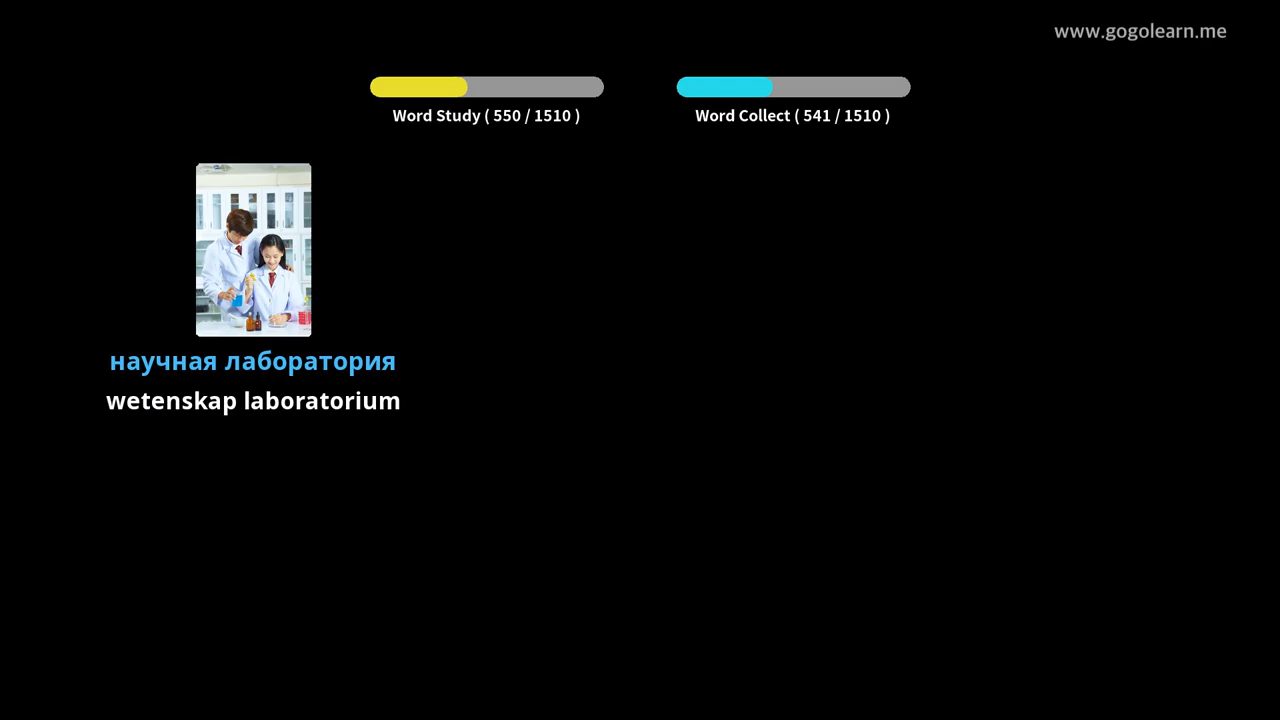 www.gogolearn.me
Word Study ( 550 / 1510 )
Word Collect ( 541 / 1510 )
научная лаборатория
wetenskap laboratorium